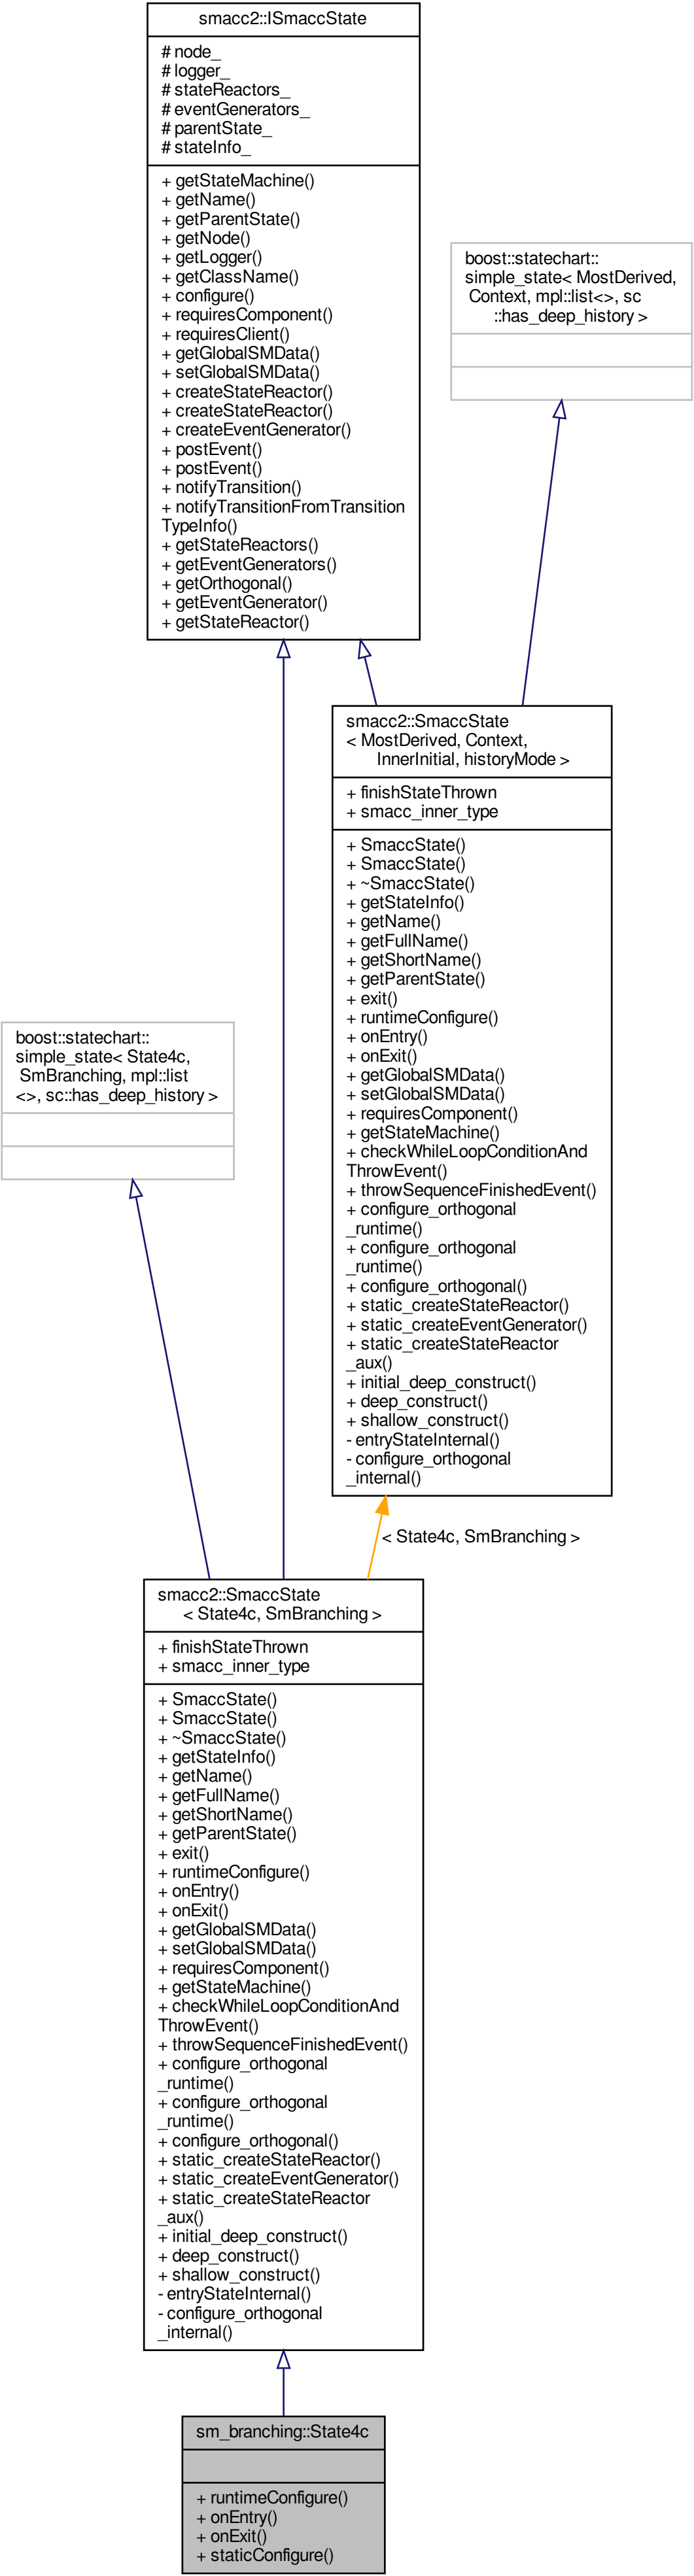 smacc2::ISmaccState
# node_
# logger_
# stateReactors_
# eventGenerators_
# parentState_
# stateInfo_
+ getStateMachine()
+ getName()
+ getParentState()
+ getNode()
+ getLogger()
+ getClassName()
+ configure()
+ requiresComponent()
+ requiresClient()
+ getGlobalSMData()
+ setGlobalSMData()
+ createStateReactor()
+ createStateReactor()
+ createEventGenerator()
+ postEvent()
+ postEvent()
+ notifyTransition()
+ notifyTransitionFromTransition
TypeInfo()
+ getStateReactors()
+ getEventGenerators()
+ getOrthogonal()
+ getEventGenerator()
+ getStateReactor()
boost::statechart::
simple_state< MostDerived,
Context, mpl::list<>, sc
::has_deep_history >
smacc2::SmaccState
< MostDerived, Context,
InnerInitial, historyMode >
+ finishStateThrown
+ smacc_inner_type
+ SmaccState()
+ SmaccState()
+ ~SmaccState()
+ getStateInfo()
+ getName()
+ getFullName()
+ getShortName()
+ getParentState()
+ exit()
+ runtimeConfigure()
+ onEntry()
+ onExit()
+ getGlobalSMData()
+ setGlobalSMData()
+ requiresComponent()
+ getStateMachine()
+ checkWhileLoopConditionAnd
ThrowEvent()
+ throwSequenceFinishedEvent()
+ configure_orthogonal
_runtime()
+ configure_orthogonal
_runtime()
+ configure_orthogonal()
+ static_createStateReactor()
+ static_createEventGenerator()
+ static_createStateReactor
_aux()
+ initial_deep_construct()
+ deep_construct()
+ shallow_construct()
- entryStateInternal()
- configure_orthogonal
_internal()
boost::statechart::
simple_state< State4c,
SmBranching, mpl::list
<>, sc::has_deep_history >
< State4c, SmBranching >
smacc2::SmaccState
< State4c, SmBranching >
+ finishStateThrown
+ smacc_inner_type
+ SmaccState()
+ SmaccState()
+ ~SmaccState()
+ getStateInfo()
+ getName()
+ getFullName()
+ getShortName()
+ getParentState()
+ exit()
+ runtimeConfigure()
+ onEntry()
+ onExit()
+ getGlobalSMData()
+ setGlobalSMData()
+ requiresComponent()
+ getStateMachine()
+ checkWhileLoopConditionAnd
ThrowEvent()
+ throwSequenceFinishedEvent()
+ configure_orthogonal
_runtime()
+ configure_orthogonal
_runtime()
+ configure_orthogonal()
+ static_createStateReactor()
+ static_createEventGenerator()
+ static_createStateReactor
_aux()
+ initial_deep_construct()
+ deep_construct()
+ shallow_construct()
- entryStateInternal()
- configure_orthogonal
_internal()
sm_branching::State4c
+ runtimeConfigure()
+ onEntry()
+ onExit()
+ staticConfigure()